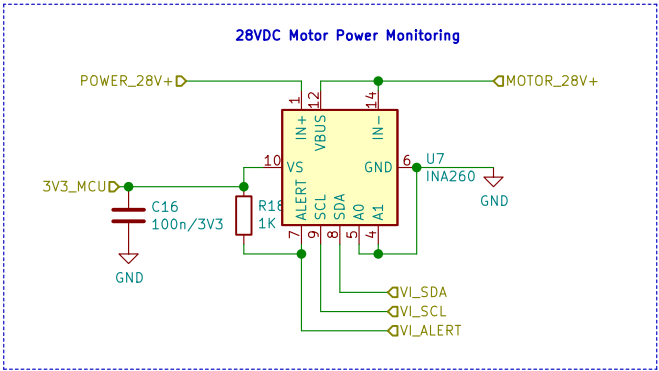 28VDC Motor Power Monitoring
POWER_28V+
MOTOR_28V+
1
12
14
IN+
VBUS
IN-
10
VS
GND
6
U7
INA260
3V3_MCU
GND
C16
100n/3V3
R18
1K
ALERT
SCL
SDA
A0
A1
7
9
8
5
4
GND
VI_SDA
VI_SCL
VI_ALERT